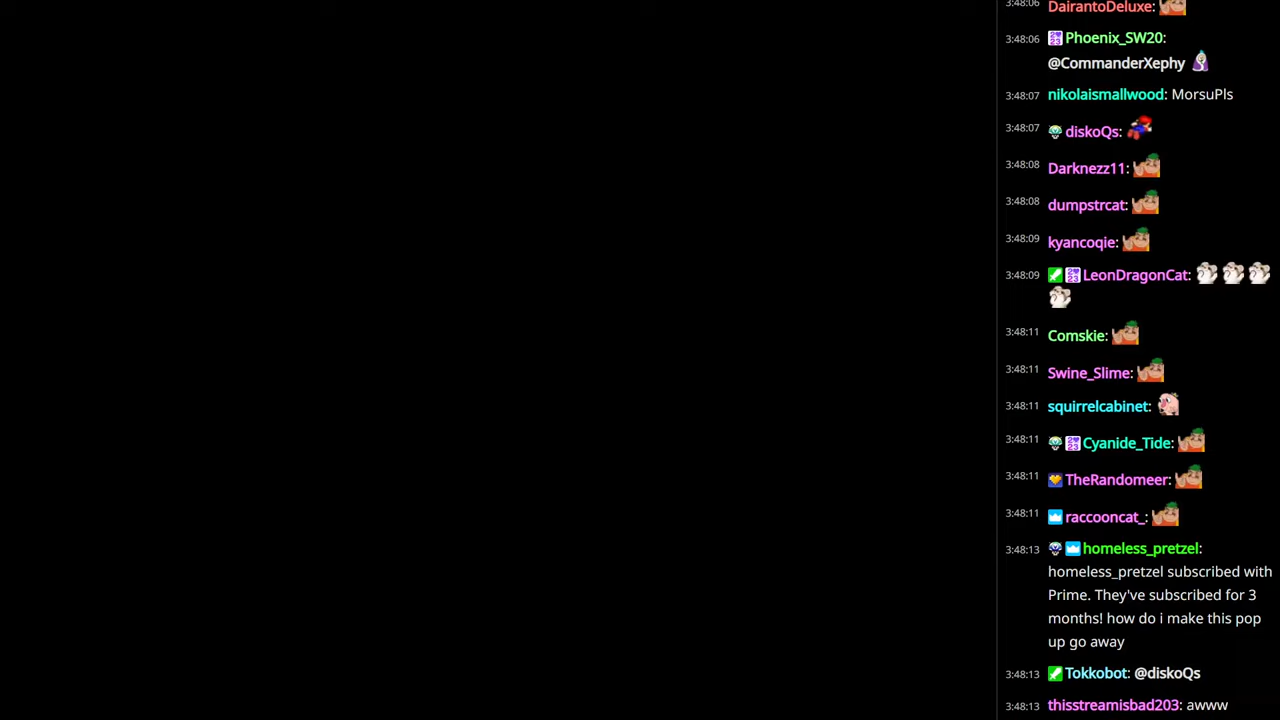 3:48:06 DairantoDeluxe:
3:48:06 Phoenix_SW20:
@CommanderXephy
3:48:07 nikolaismallwood: MorsuPls
3:48:07 diskoQs:
3:48:08 Darknezz11:
3:48:08 dumpstrcat:
3:48:09 kyancoqie:
3:48:09 LeonDragonCat:
3:48:11 Comskie:
3:48:11 Swine_Slime:
3:48:11 squirrelcabinet:
3:48:11 Cyanide_Tide:
3:48:11 TheRandomeer:
3:48:11 raccooncat_:
3:48:13 homeless_pretzel:
homeless_pretzel subscribed with
Prime. They've subscribed for 3
months! how do i make this pop
up go away
3:48:13 Tokkobot: @diskoQs
3:48:13 thisstreamisbad203: awww